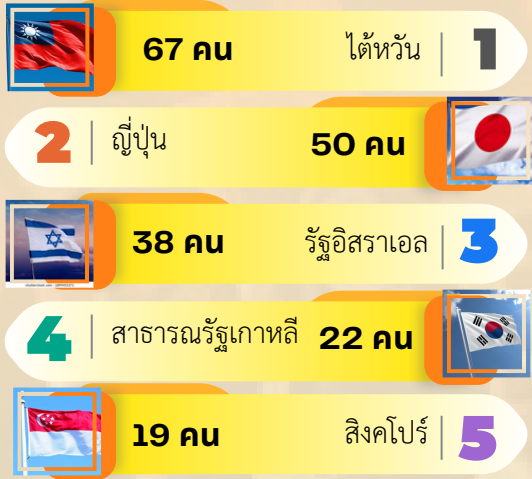 67 คน ไต้หวัน 1
2 ญี่ปุ่น 50 คน
38 คน รัฐอิสราเอล 3
4 สาธารณรัฐเกาหลี 22 คน
19 คน สิงคโปร์ 5